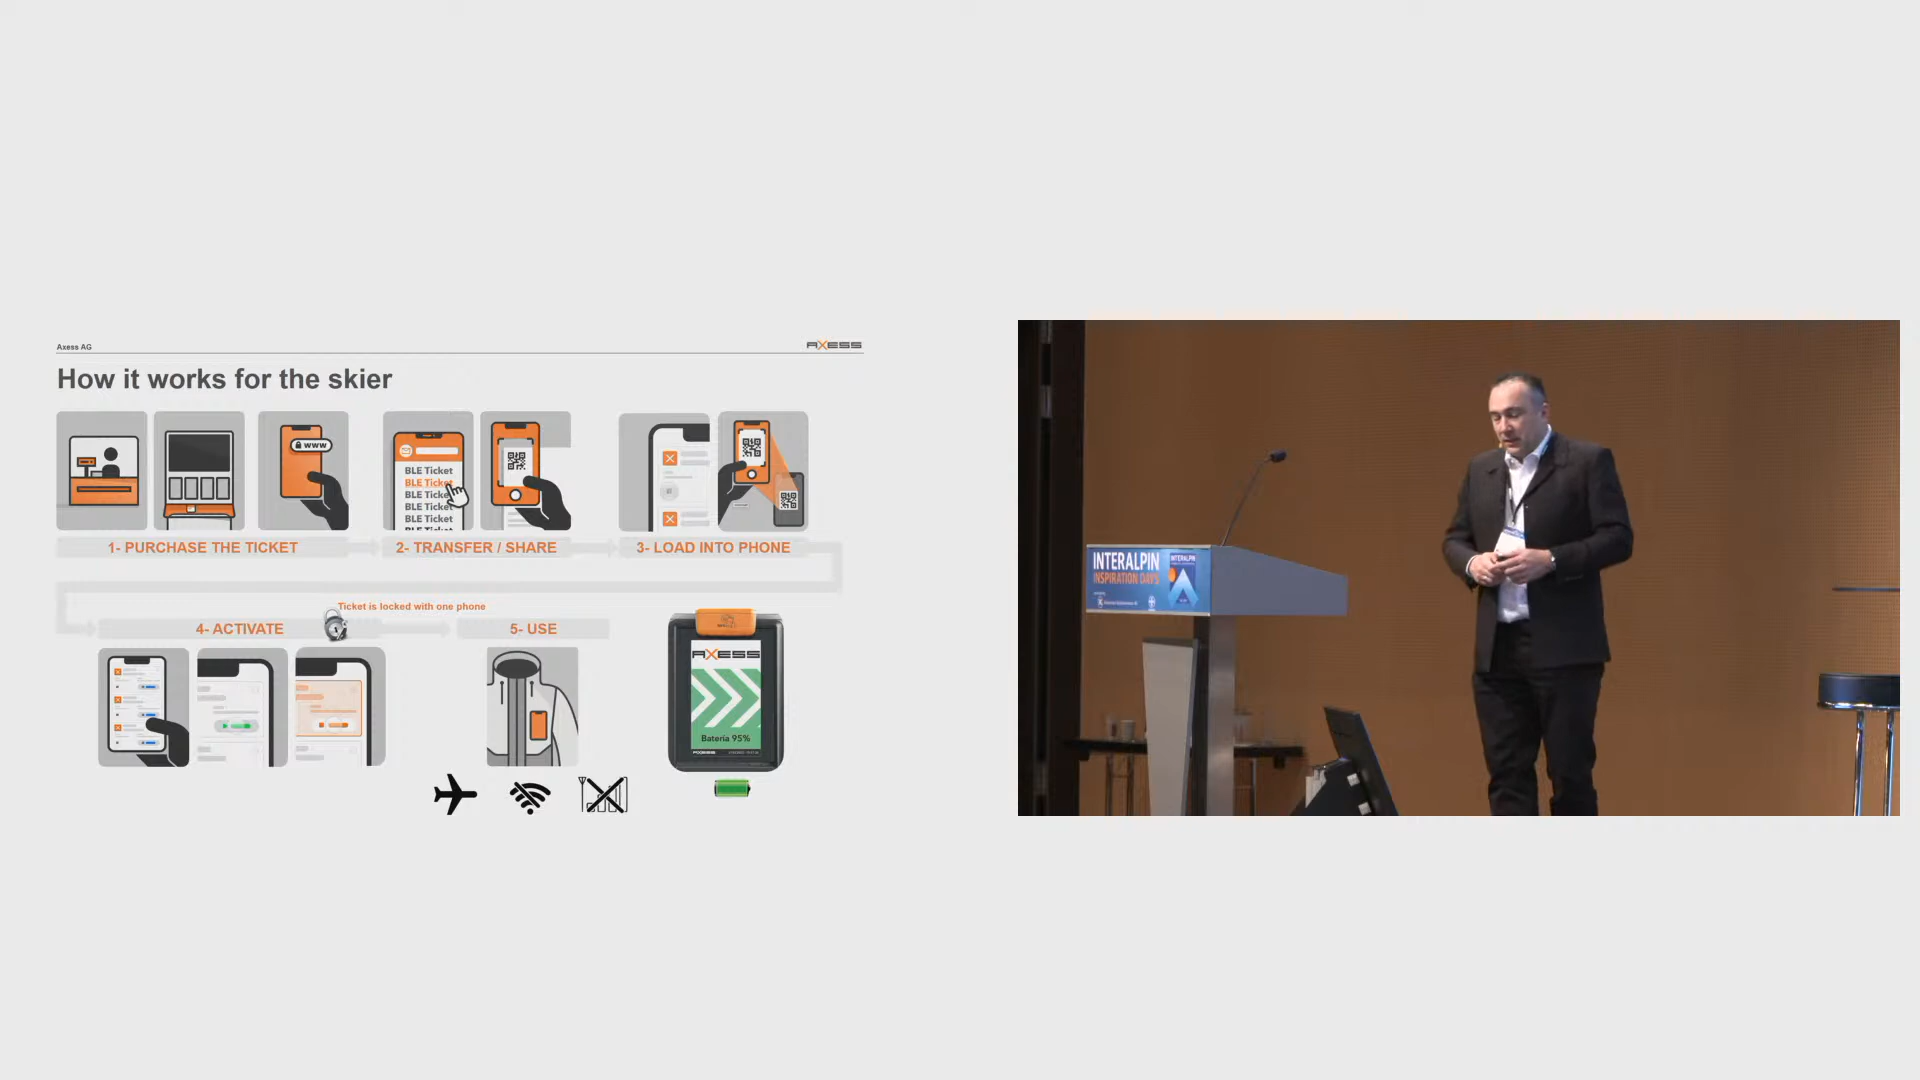 Axess AG
AXESS
How it works for the skier
www
BLE Ticket
BLE Ticket
BLE Ticket
BLE Ticket
BLE Ticket
1- PURCHASE THE TICKET
2- TRANSFER / SHARE
3- LOAD INTO PHONE
Ticket is locked with one phone
4- ACTIVATE
5- USE
AXESS
Bateria 95%
INTERALPIN
INSPIRATION DAYS
INTERALPIN